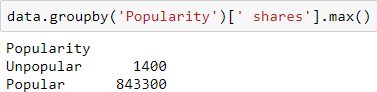 data.groupby('Popularity')[' shares'].max()
Popularity
Unpopular 1400
Popular 843300